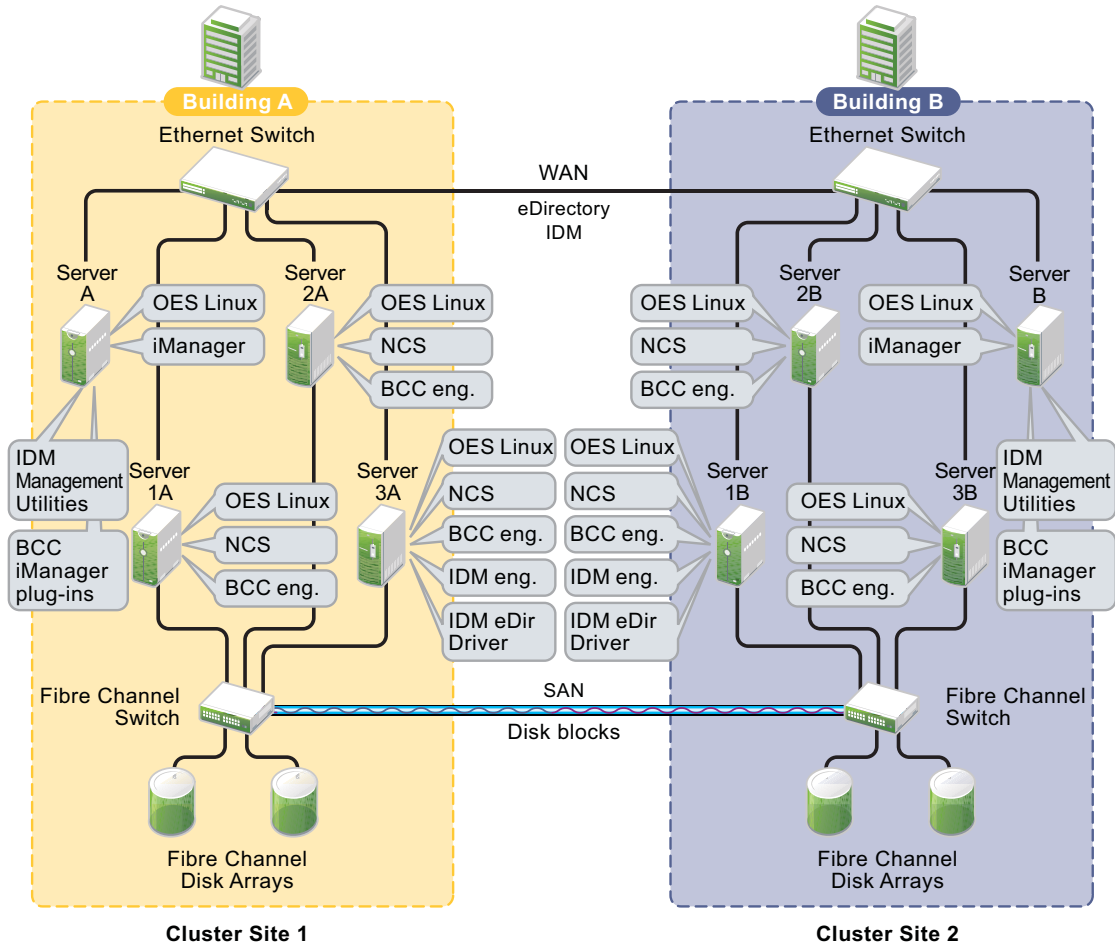 Building A
Building B
Ethernet Switch
Ethernet Switch
WAN
eDirectory
IDM
Server
A
OES Linux
iManager
IDM
Management
Utilities
BCC
iManager
plug-ins
Server
2A
OES Linux
NCS
BCC eng.
Server
1A
OES Linux
NCS
BCC eng.
Server
3A
OES Linux
NCS
BCC eng.
IDM eng.
IDM eDir
Driver
Server
2B
OES Linux
NCS
BCC eng.
Server
B
OES Linux
iManager
IDM
Management
Utilities
BCC
iManager
plug-ins
Server
1B
OES Linux
NCS
BCC eng.
IDM eng.
IDM eDir
Driver
Server
3B
OES Linux
NCS
BCC eng.
Fibre Channel
Switch
SAN
Disk blocks
Fibre Channel
Switch
Fibre Channel
Disk Arrays
Fibre Channel
Disk Arrays
Cluster Site 1
Cluster Site 2